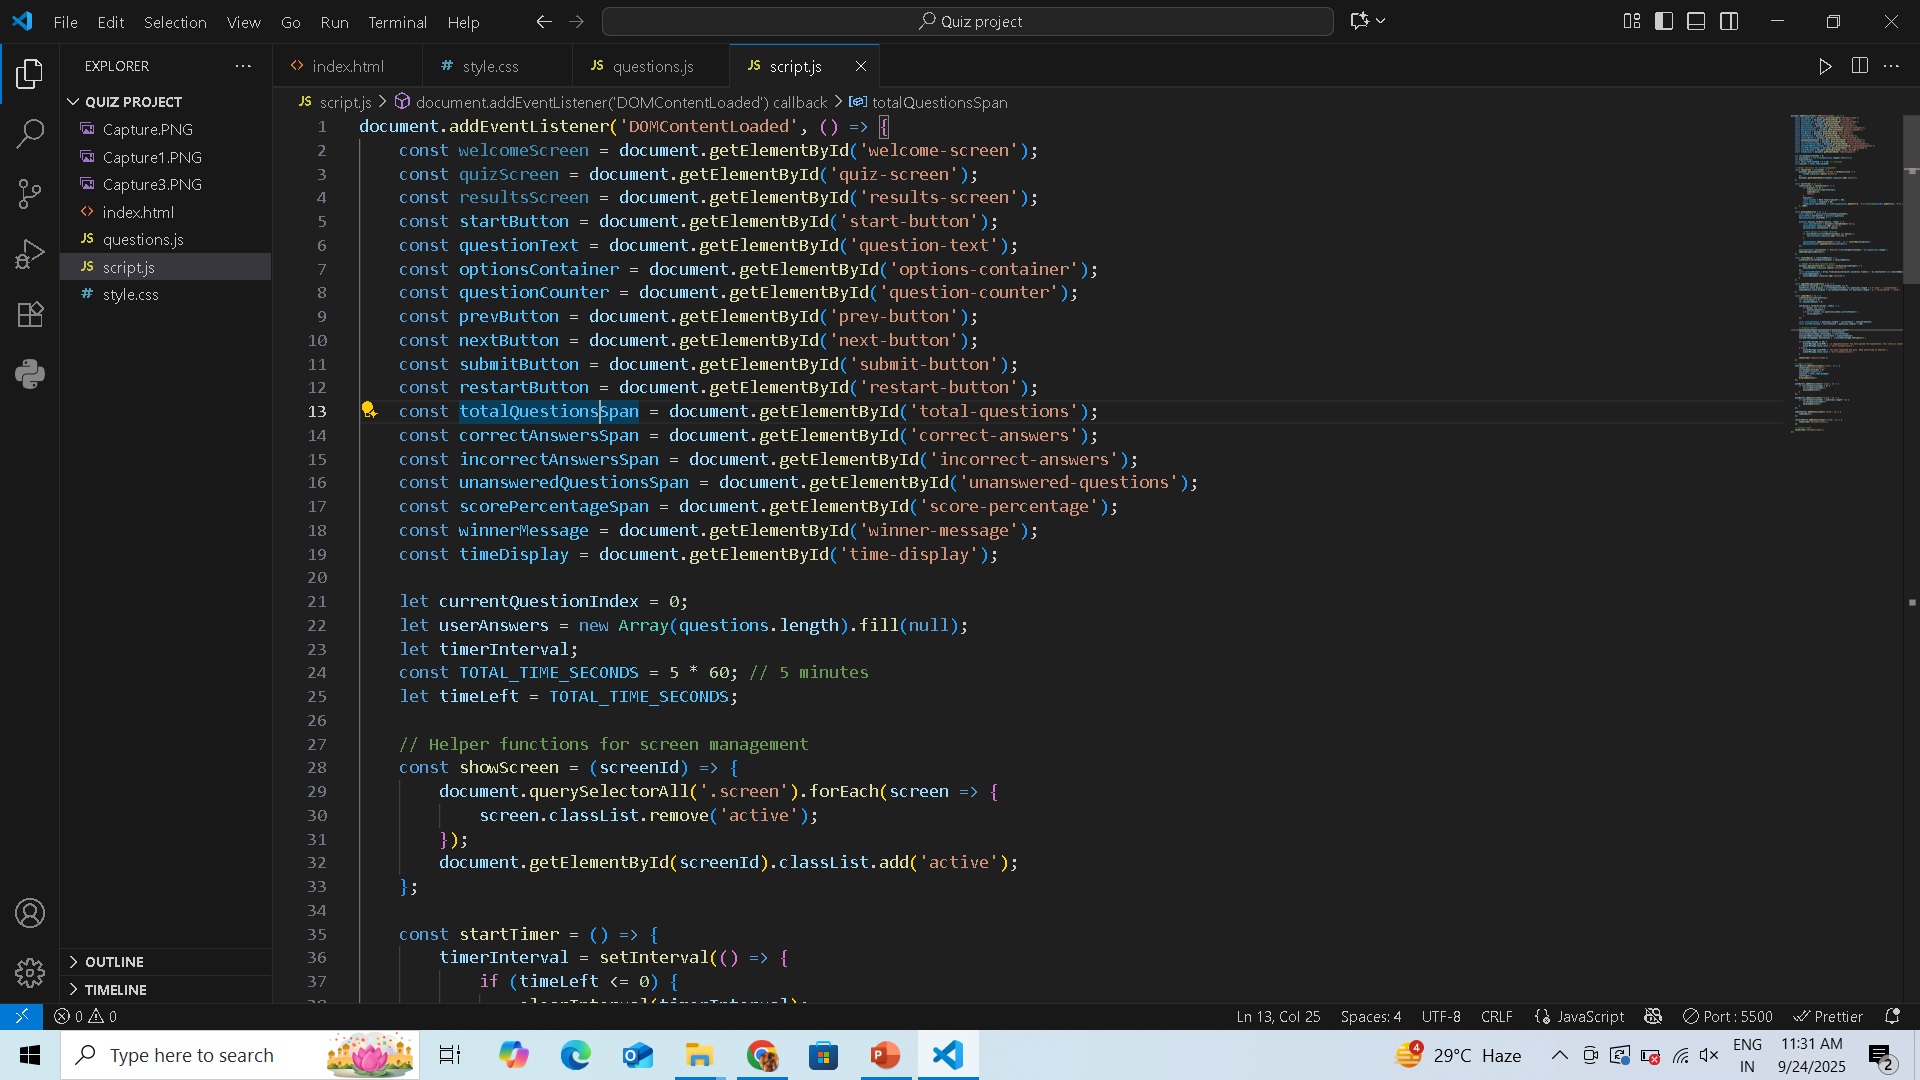 File Edit Selection View Go Run Terminal Help
Quiz project
EXPLORER
QUIZ PROJECT
Capture.PNG
Capture1.PNG
Capture3.PNG
index.html
JS questions.js
JS script.js
# style.css
OUTLINE
TIMELINE
index.html
# style.css
JS questions.js
JS script.js
JS script.js > document.addEventListener('DOMContentLoaded') callback > totalQuestionsSpan
1 document.addEventListener('DOMContentLoaded', () => {
2 const welcomeScreen = document.getElementById('welcome-screen');
3 const quizScreen = document.getElementById('quiz-screen');
4 const resultsScreen = document.getElementById('results-screen');
5 const startButton = document.getElementById('start-button');
6 const questionText = document.getElementById('question-text');
7 const optionsContainer = document.getElementById('options-container');
8 const questionCounter = document.getElementById('question-counter');
9 const prevButton = document.getElementById('prev-button');
10 const nextButton = document.getElementById('next-button');
11 const submitButton = document.getElementById('submit-button');
12 const restartButton = document.getElementById('restart-button');
13 const totalQuestionsSpan = document.getElementById('total-questions');
14 const correctAnswersSpan = document.getElementById('correct-answers');
15 const incorrectAnswersSpan = document.getElementById('incorrect-answers');
16 const unansweredQuestionsSpan = document.getElementById('unanswered-questions');
17 const scorePercentageSpan = document.getElementById('score-percentage');
18 const winnerMessage = document.getElementById('winner-message');
19 const timeDisplay = document.getElementById('time-display');
20
21 let currentQuestionIndex = 0;
22 let userAnswers = new Array(questions.length).fill(null);
23 let timerInterval;
24 const TOTAL_TIME_SECONDS = 5 * 60; // 5 minutes
25 let timeLeft = TOTAL_TIME_SECONDS;
26
27 // Helper functions for screen management
28 const showScreen = (screenId) => {
29 document.querySelectorAll('.screen').forEach(screen => {
30 screen.classList.remove('active');
31 });
32 document.getElementById(screenId).classList.add('active');
33 };
34
35 const startTimer = () => {
36 timerInterval = setInterval(() => {
37 if (timeLeft <= 0) {
38 clearInterval(timerInterval);
0 0
Ln 13, Col 25 Spaces: 4 UTF-8 CRLF {} JavaScript Port : 5500 Prettier
Type here to search
4 29°C Haze
ENG
IN
11:31 AM
9/24/2025
2